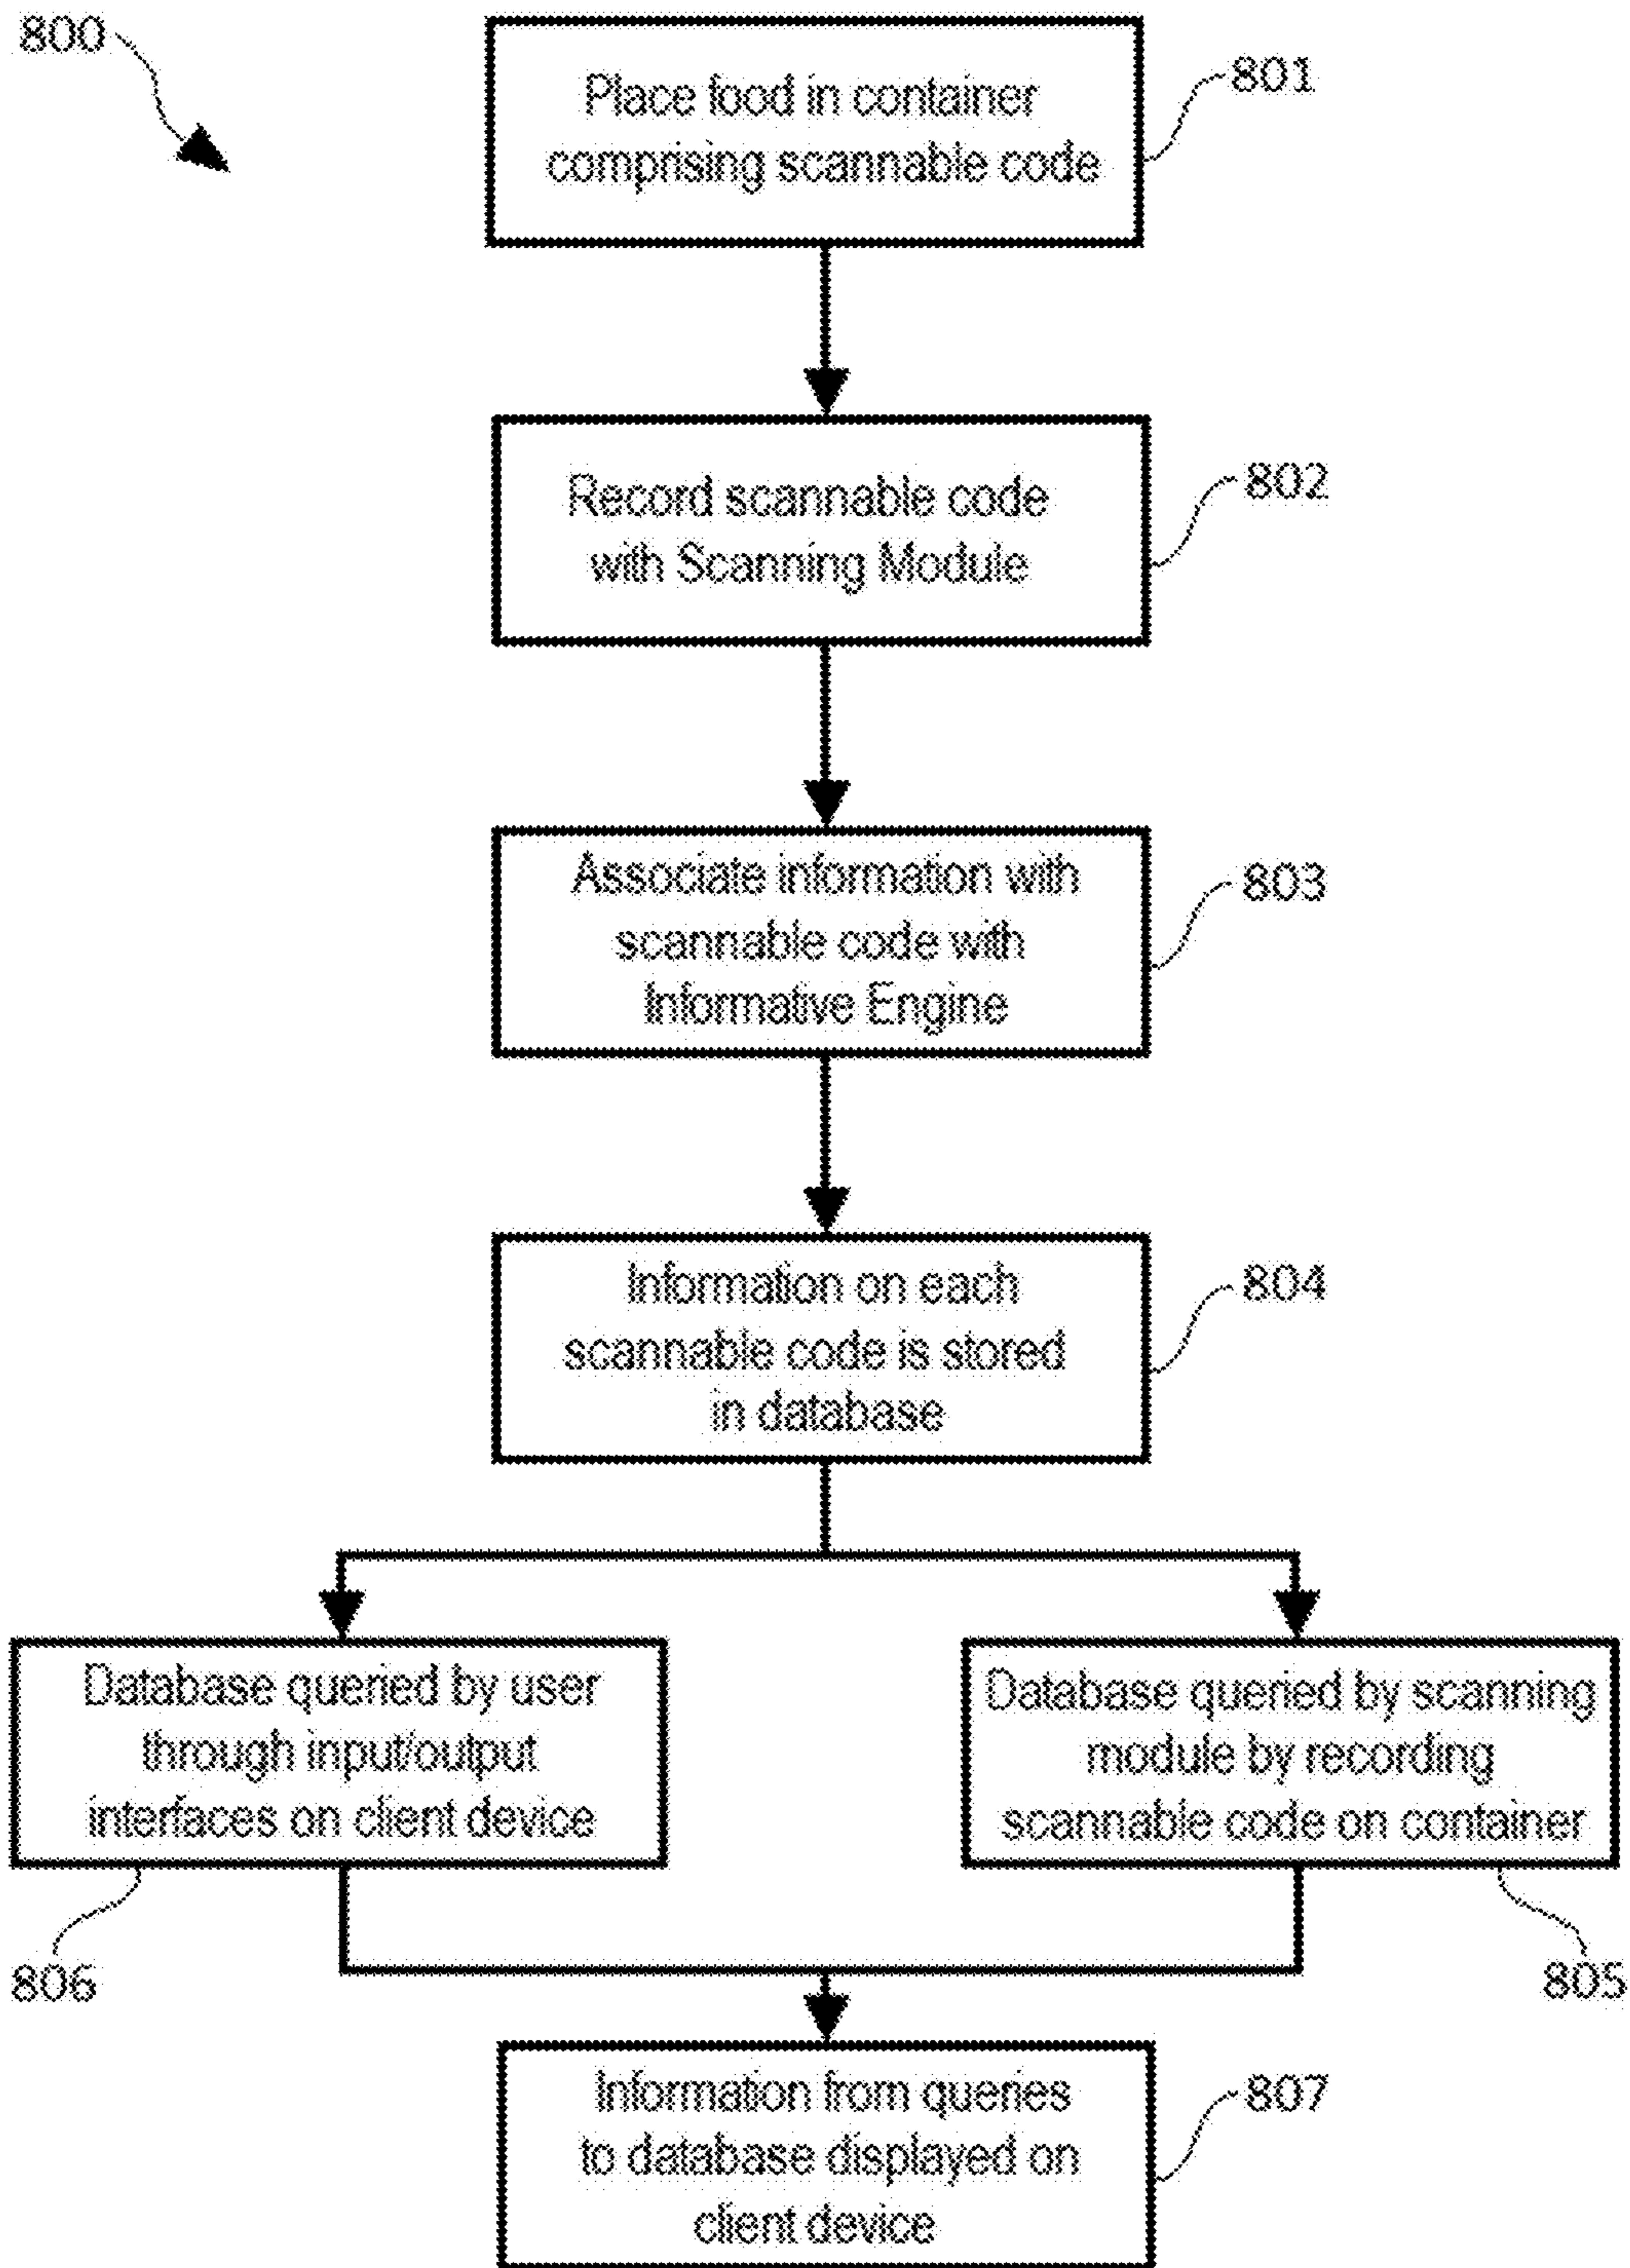 800
Place food in container
comprising scannable code
801
Record scannable code
with Scanning Module
802
Associate information with
scannable code with
Informative Engine
803
Information on each
scannable code is stored
in database
804
Database queried by user
through input/output
interfaces on client device
806
Database queried by scanning
module by recording
scannable code on container
805
Information from queries
to database displayed on
client device
807